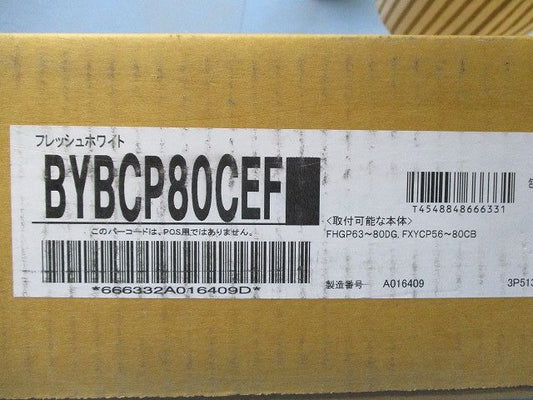 フレッシュホワイト
BYBCP80CEF
このバーコードは、POS用ではありません。
*666332A016409D*
T4548848666331
<取付可能な本体>
FHGP63～80DG, FXYCP56～80CB
製造番号 A016409
3P513